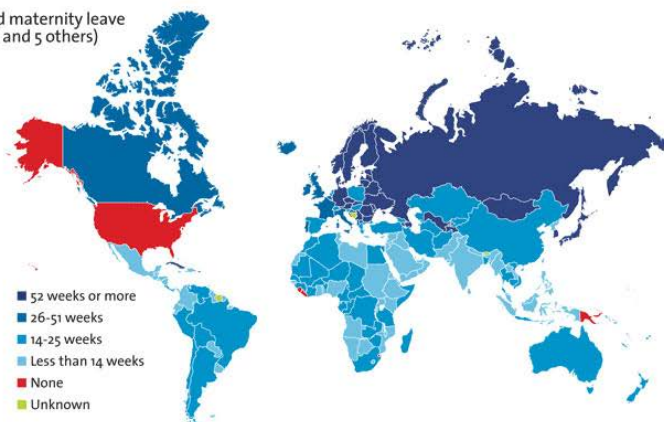 d maternity leave
and 5 others)
52 weeks or more
26-51 weeks
14-25 weeks
Less than 14 weeks
None
Unknown